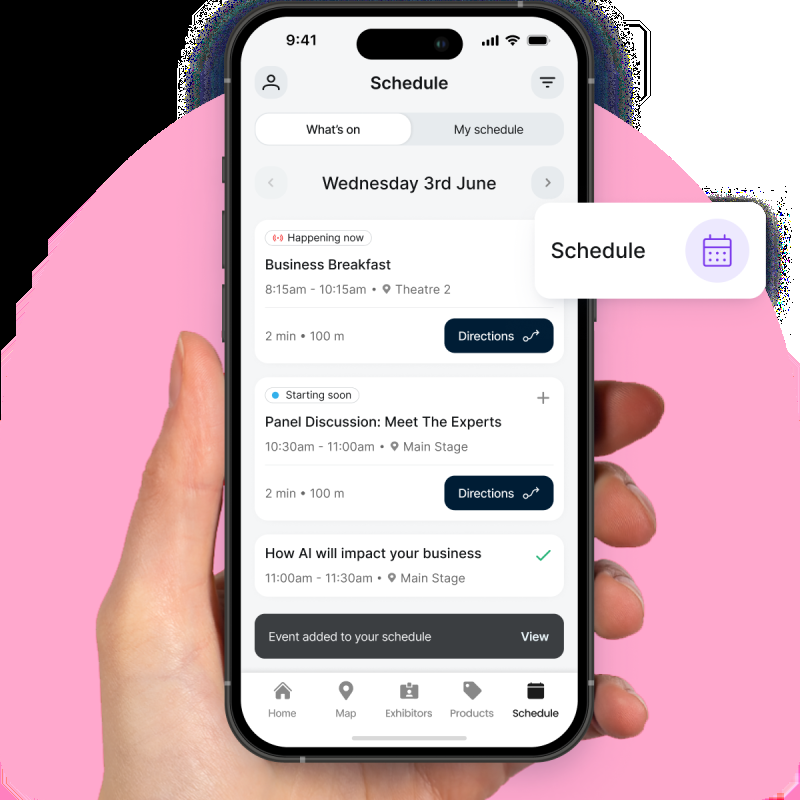 9:41
Schedule
What's on
My schedule
Wednesday 3rd June
Happening now
Business Breakfast
8:15am - 10:15am • Theatre 2
2 min • 100 m
Directions
Schedule
Starting soon
Panel Discussion: Meet The Experts
10:30am - 11:00am • Main Stage
2 min • 100 m
Directions
How AI will impact your business
11:00am - 11:30am • Main Stage
Event added to your schedule
View
Home
Map
Exhibitors
Products
Schedule